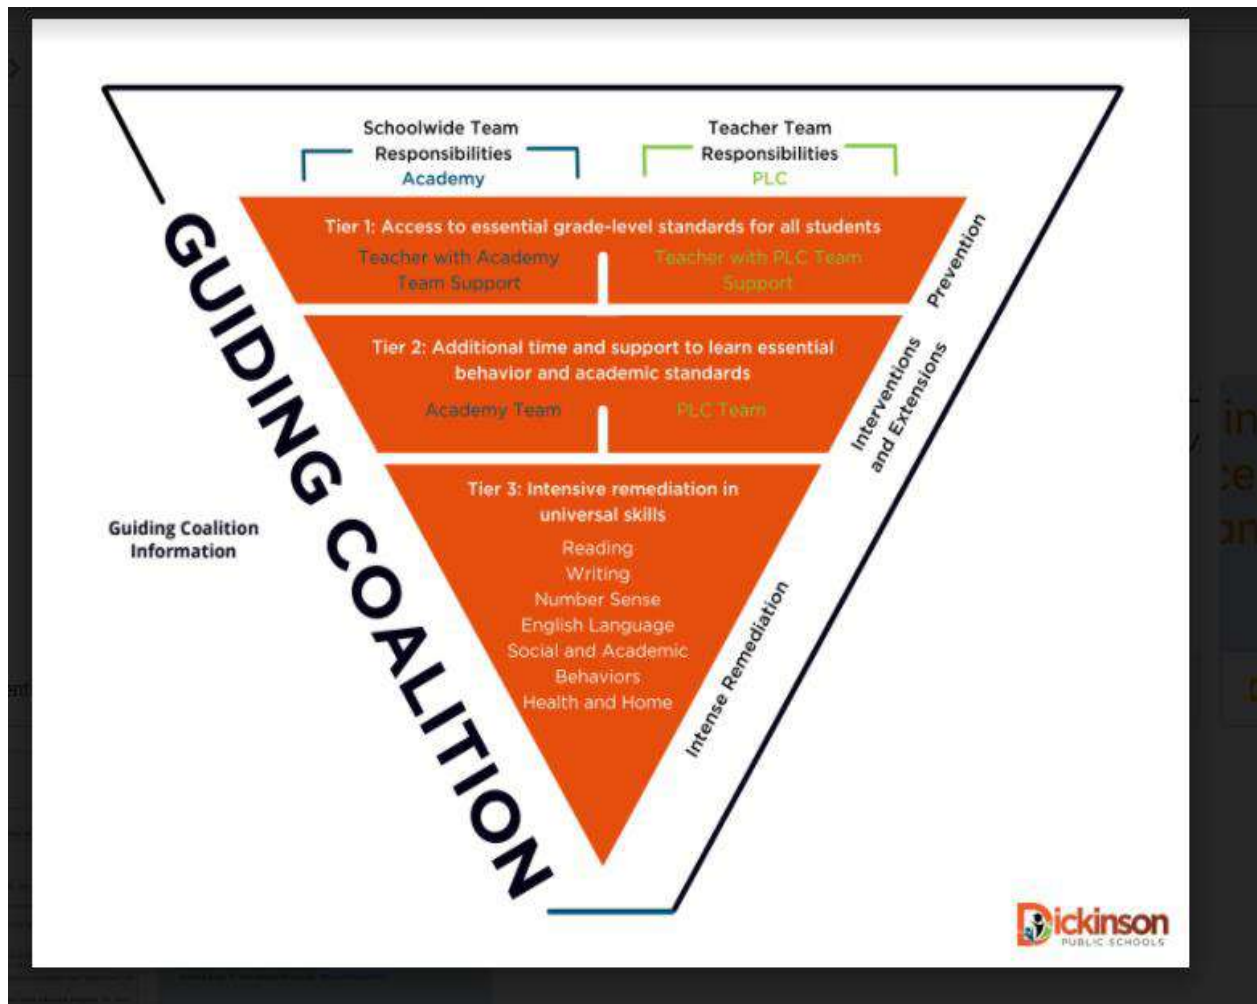 Schoolwide Team
Responsibilities
Academy
Teacher Team
Responsibilities
PLC
Tier 1: Access to essential grade-level standards for all students
Teacher with Academy
Team Support
Teacher with PLC Team
Support
Prevention
Tier 2: Additional time and support to learn essential
behavior and academic standards
Academy Team
PLC Team
Interventions
and Extensions
Tier 3: Intensive remediation in
universal skills
Reading
Writing
Number Sense
English Language
Social and Academic
Behaviors
Health and Home
Intense Remediation
GUIDING COALITION
Guiding Coalition
Information
Dickinson
PUBLIC SCHOOLS